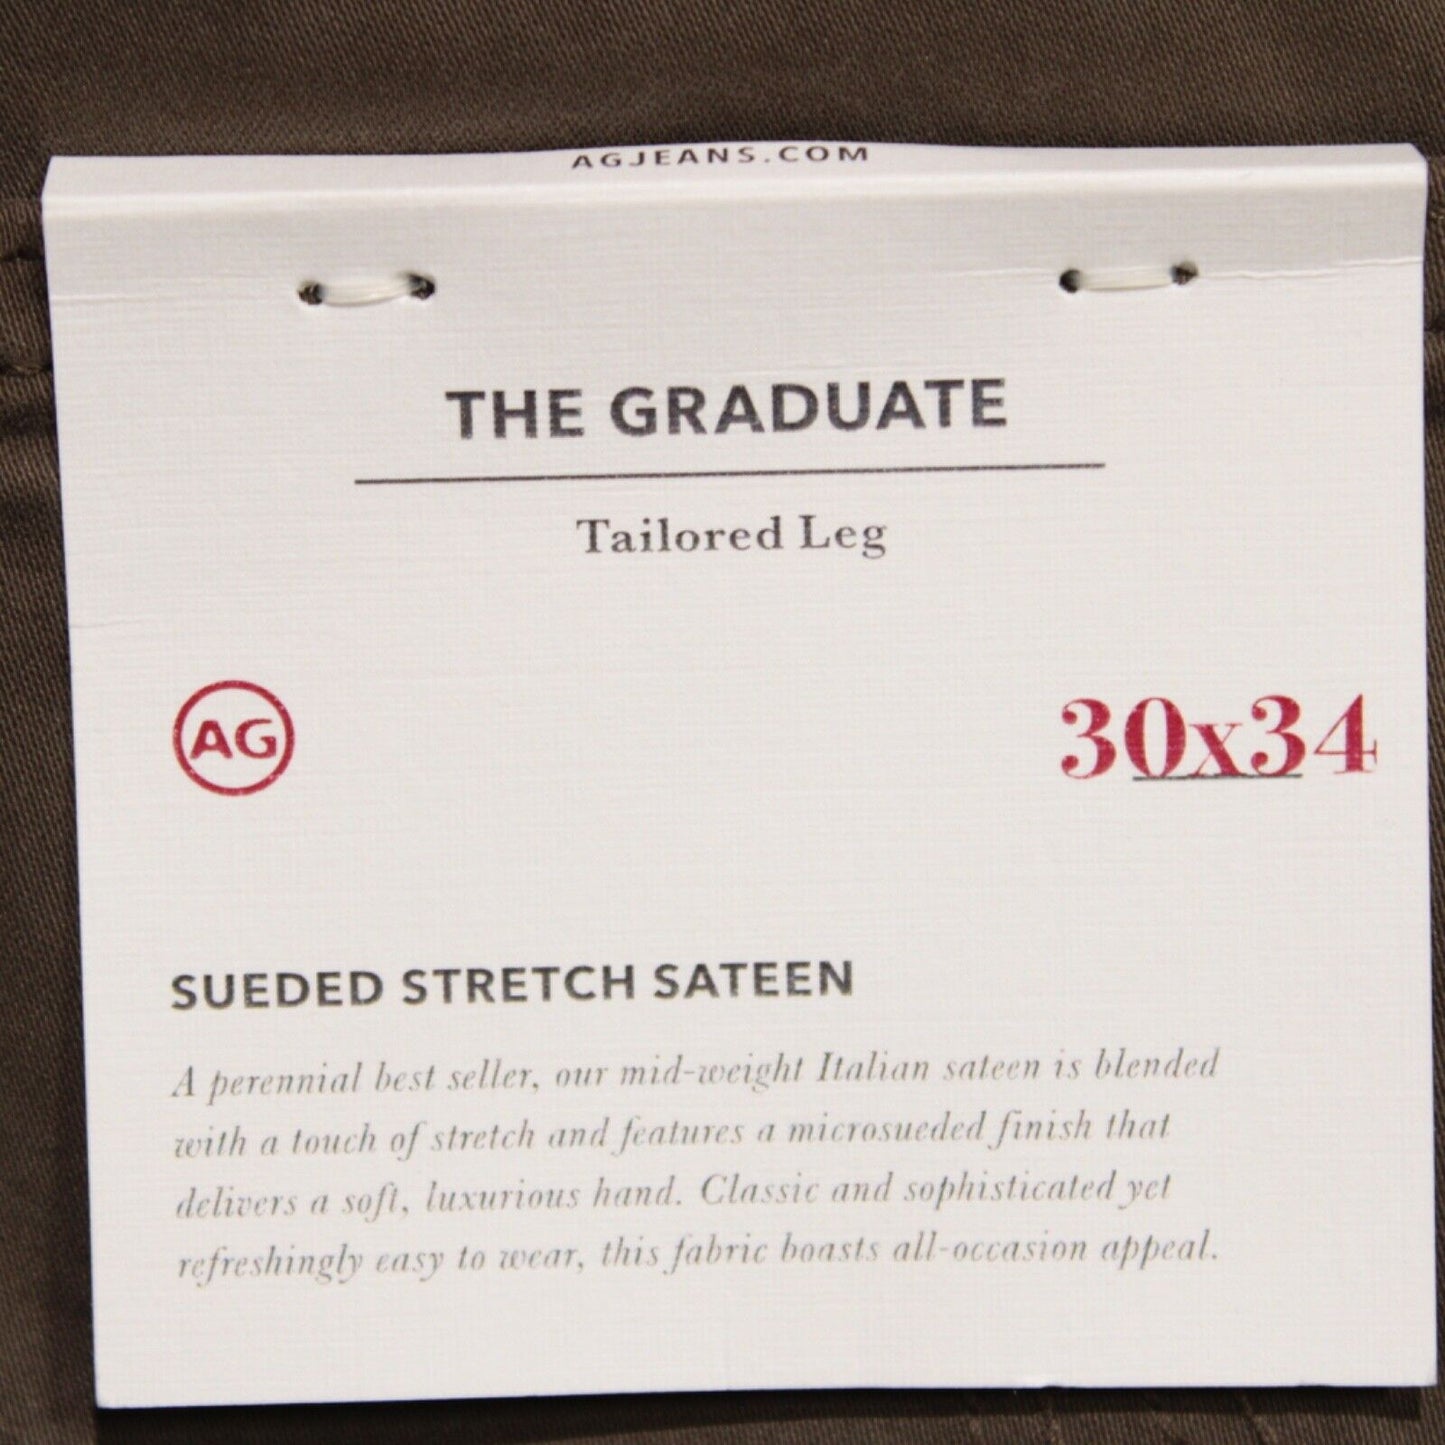 AGJEANS.COM
THE GRADUATE
Tailored Leg
AG
30x34
SUEDED STRETCH SATEEN
A perennial best seller, our mid-weight Italian sateen is blended
with a touch of stretch and features a microsueded finish that
delivers a soft, luxurious hand. Classic and sophisticated yet
refreshingly easy to wear, this fabric boasts all-occasion appeal.